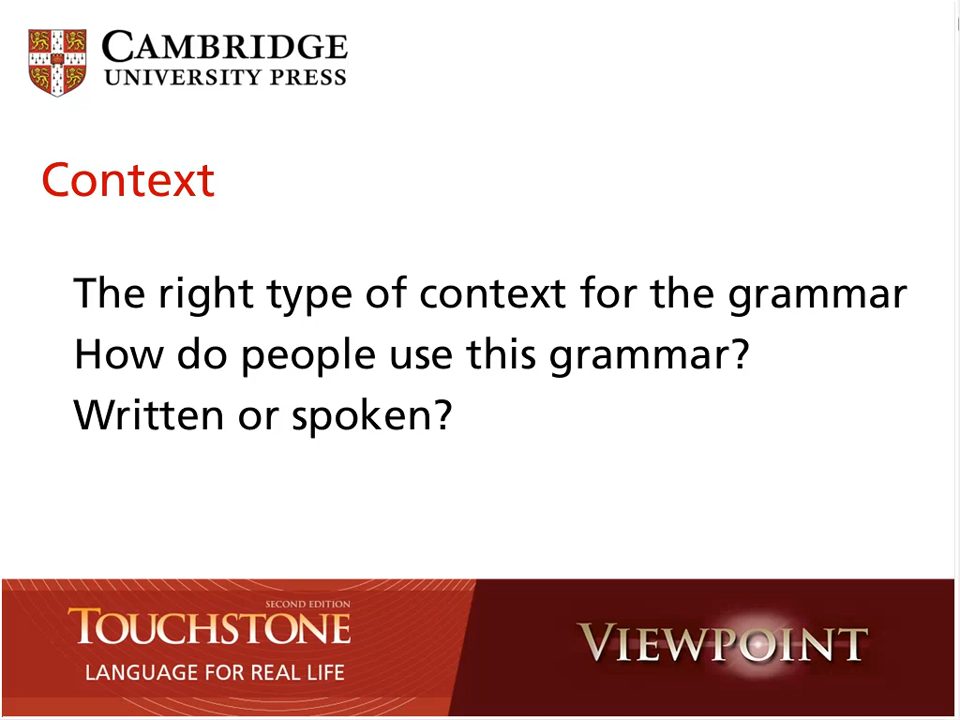 CAMBRIDGE
UNIVERSITY PRESS
Context
The right type of context for the grammar
How do people use this grammar?
Written or spoken?
SECOND EDITION
TOUCHSTONE
LANGUAGE FOR REAL LIFE
VIEWPOINT